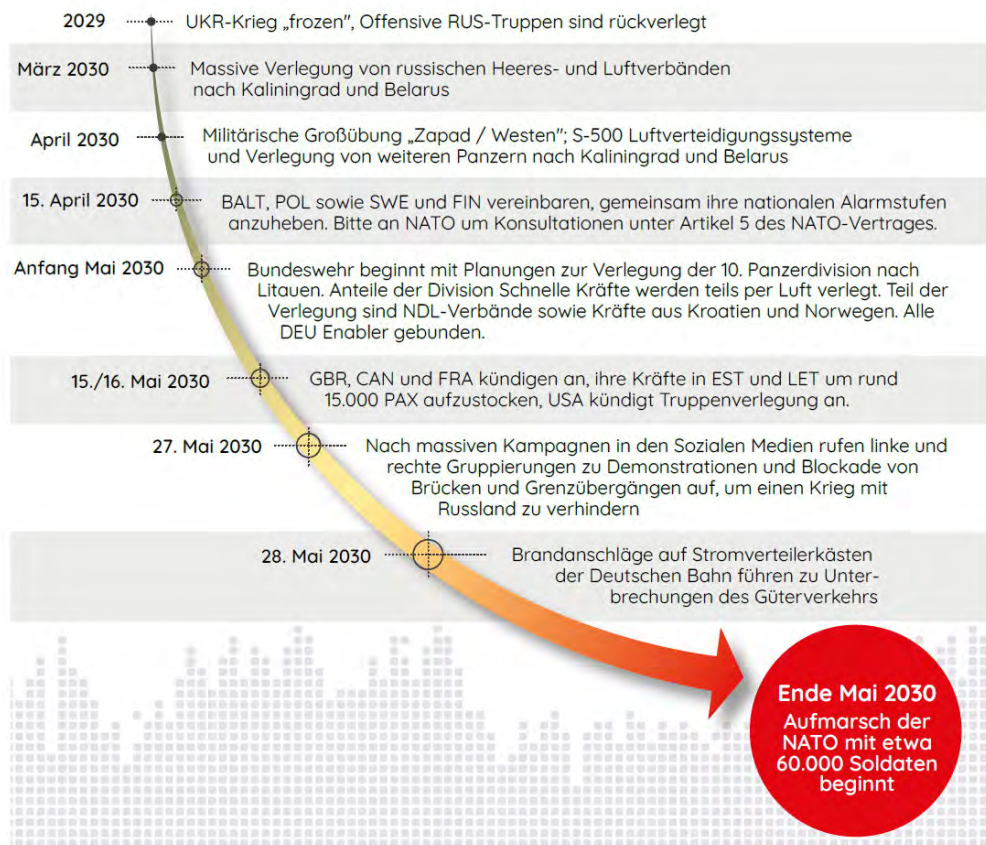 2029
UKR-Krieg „frozen", Offensive RUS-Truppen sind rückverlegt
März 2030
Massive Verlegung von russischen Heeres- und Luftverbänden
nach Kaliningrad und Belarus
April 2030
Militärische Großübung „Zapad / Westen"; S-500 Luftverteidigungssysteme
und Verlegung von weiteren Panzern nach Kaliningrad und Belarus
15. April 2030
BALT, POL sowie SWE und FIN vereinbaren, gemeinsam ihre nationalen Alarmstufen
anzuheben. Bitte an NATO um Konsultationen unter Artikel 5 des NATO-Vertrages.
Anfang Mai 2030
Bundeswehr beginnt mit Planungen zur Verlegung der 10. Panzerdivision nach
Litauen. Anteile der Division Schnelle Kräfte werden teils per Luft verlegt. Teil der
Verlegung sind NDL-Verbände sowie Kräfte aus Kroatien und Norwegen. Alle
DEU Enabler gebunden.
15./16. Mai 2030
GBR, CAN und FRA kündigen an, ihre Kräfte in EST und LET um rund
15.000 PAX aufzustocken, USA kündigt Truppenverlegung an.
27. Mai 2030
Nach massiven Kampagnen in den Sozialen Medien rufen linke und
rechte Gruppierungen zu Demonstrationen und Blockade von
Brücken und Grenzübergängen auf, um einen Krieg mit
Russland zu verhindern
28. Mai 2030
Brandanschläge auf Stromverteilerkästen
der Deutschen Bahn führen zu Unter-
brechungen des Güterverkehrs
Ende Mai 2030
Aufmarsch der
NATO mit etwa
60.000 Soldaten
beginnt